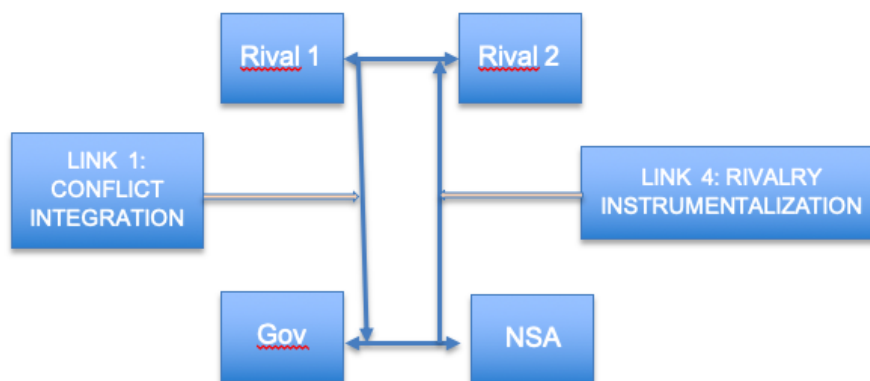 Rival 1
Rival 2
LINK 1:
CONFLICT
INTEGRATION
LINK 4: RIVALRY
INSTRUMENTALIZATION
Gov
NSA